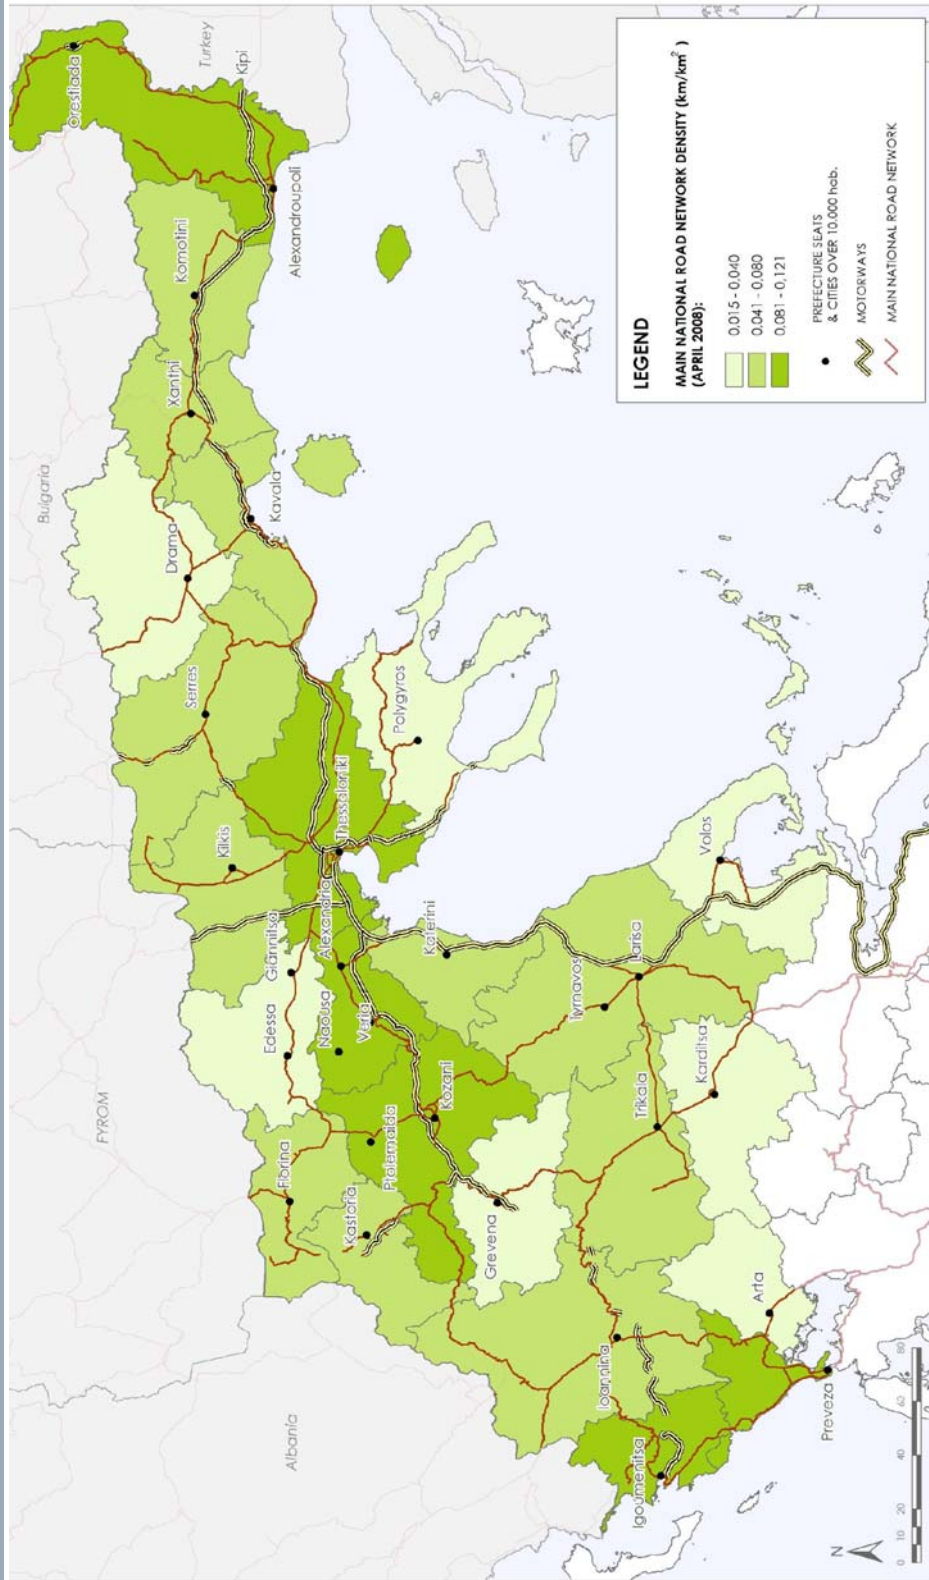 LEGEND
MAIN NATIONAL ROAD NETWORK DENSITY (km/km²)
(APRIL 2008):
0.015 - 0,040
0.041 - 0,080
0.081 - 0,121
PREFECTURE SEATS
& CITIES OVER 10.000 hab.
MOTORWAYS
MAIN NATIONAL ROAD NETWORK
Bulgaria
Turkey
FYROM
Albania
Orestiada
Kipi
Alexandroupoli
Komotini
Xanthi
Kavala
Drama
Serres
Polygyros
Kilkis
Thessaloniki
Alexandria
Giannitsa
Edessa
Naousa
Veria
Katerini
Florina
Ptolemaida
Kozani
Kastoria
Grevena
Tyrnavos
Larisa
Volos
Trikala
Karditsa
Ioannina
Arta
Igoumenitsa
Preveza
N
0 10 20 40 60 80